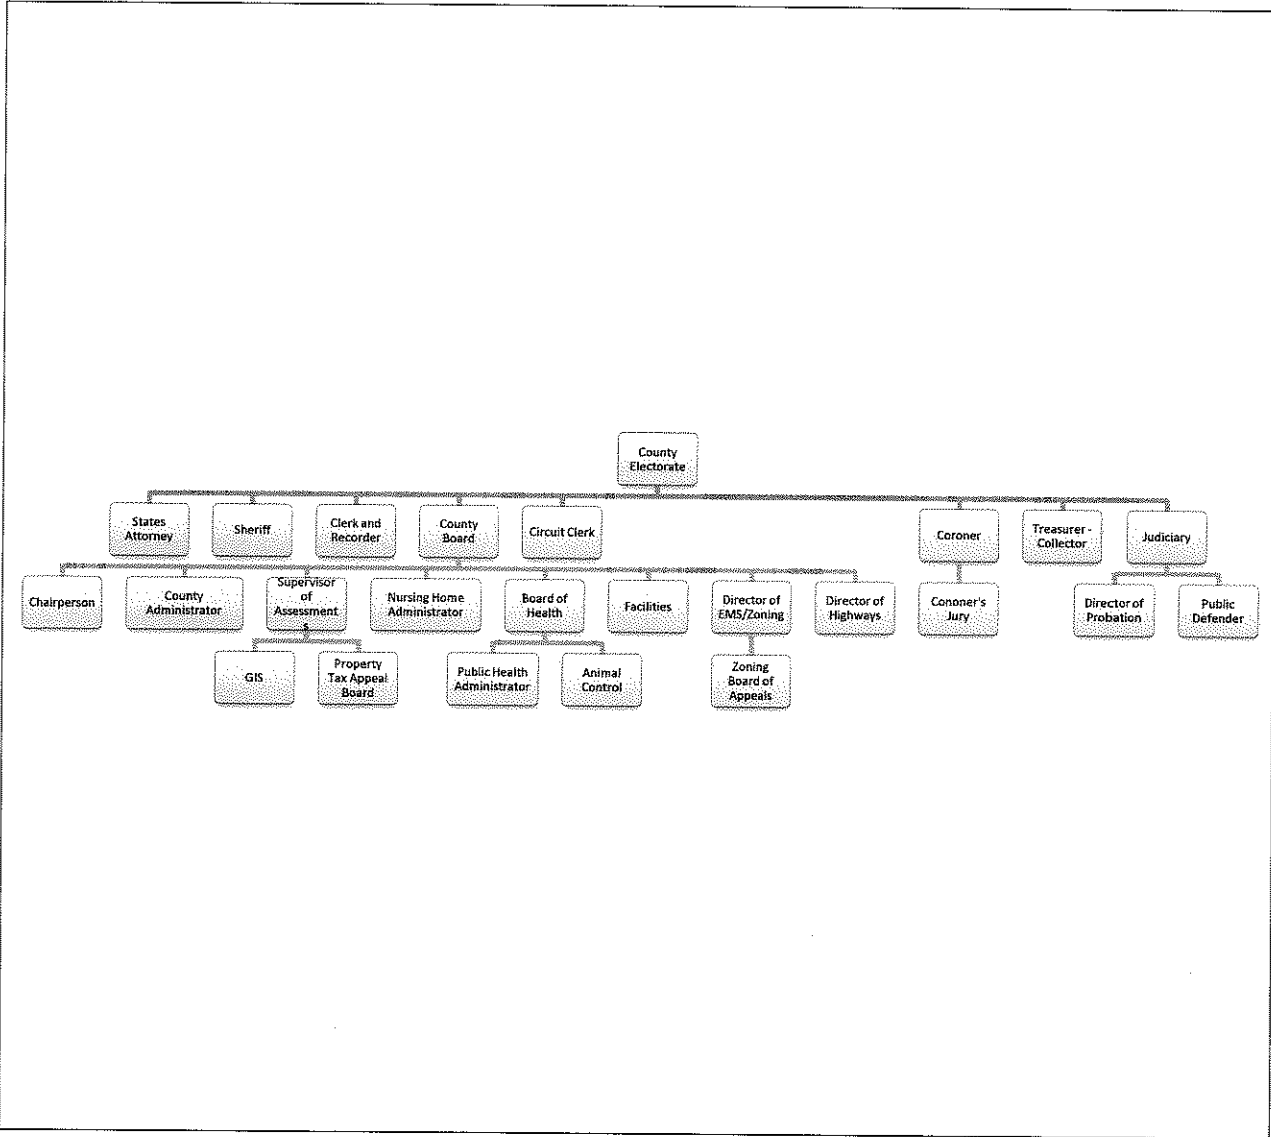 County
Electorate
States
Attorney
Sheriff
Clerk and
Recorder
County
Board
Circuit Clerk
Coroner
Treasurer -
Collector
Judiciary
Chairperson
County
Administrator
Supervisor
of
Assessment
s
Nursing Home
Administrator
Board of
Health
Facilities
Director of
EMS/Zoning
Director of
Highways
Cononer's
Jury
Director of
Probation
Public
Defender
GIS
Property
Tax Appeal
Board
Public Health
Administrator
Animal
Control
Zoning
Board of
Appeals